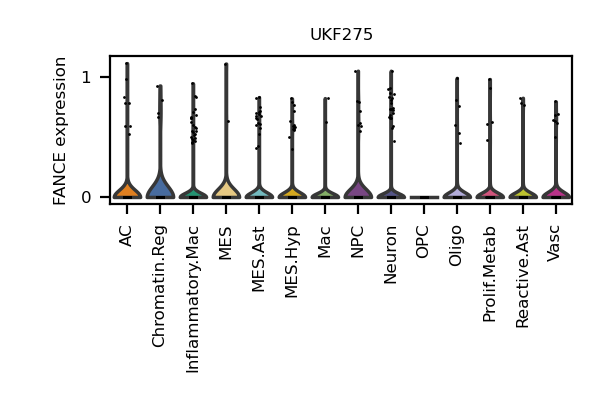 UKF275
FANCE expression
1
0
AC
Chromatin.Reg
Inflammatory.Mac
MES
MES.Ast
MES.Hyp
Mac
NPC
Neuron
OPC
Oligo
Prolif.Metab
Reactive.Ast
Vasc